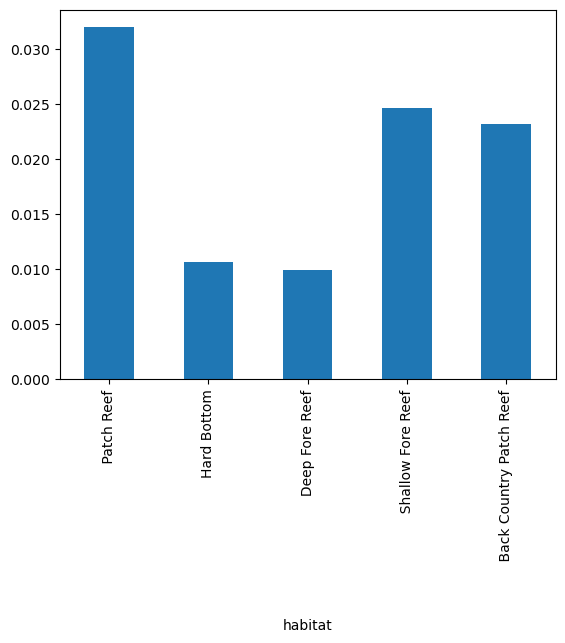 0.030
0.025
0.020
0.015
0.010
0.005
0.000
Patch Reef
Hard Bottom
Deep Fore Reef
Shallow Fore Reef
Back Country Patch Reef
habitat